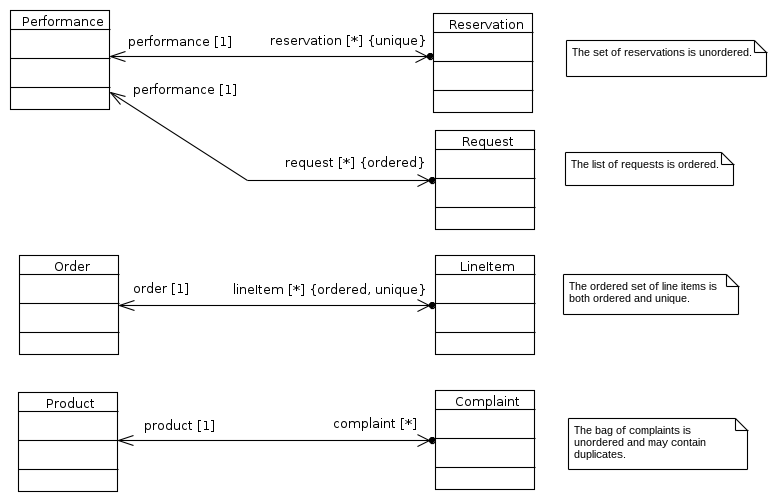 Performance
Reservation
performance [1]
reservation [*] {unique}
The set of reservations is unordered.
performance [1]
Request
request [*] {ordered}
The list of requests is ordered.
Order
LineItem
order [1]
lineItem [*] {ordered, unique}
The ordered set of line items is
both ordered and unique.
Product
Complaint
product [1]
complaint [*]
The bag of complaints is
unordered and may contain
duplicates.